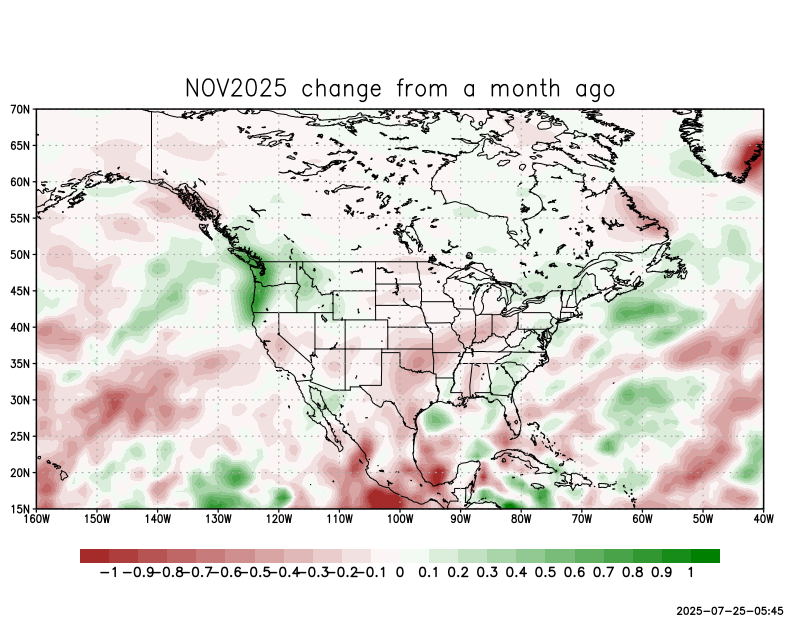 NOV2025 change from a month ago
70N
65N
60N
55N
50N
45N
40N
35N
30N
25N
20N
15N
160W 150W 140W 130W 120W 110W 100W 90W 80W 70W 60W 50W 40W
-1 -0.9 -0.8 -0.7 -0.6 -0.5 -0.4 -0.3 -0.2 -0.1 0 0.1 0.2 0.3 0.4 0.5 0.6 0.7 0.8 0.9 1
2025-07-25-05:45